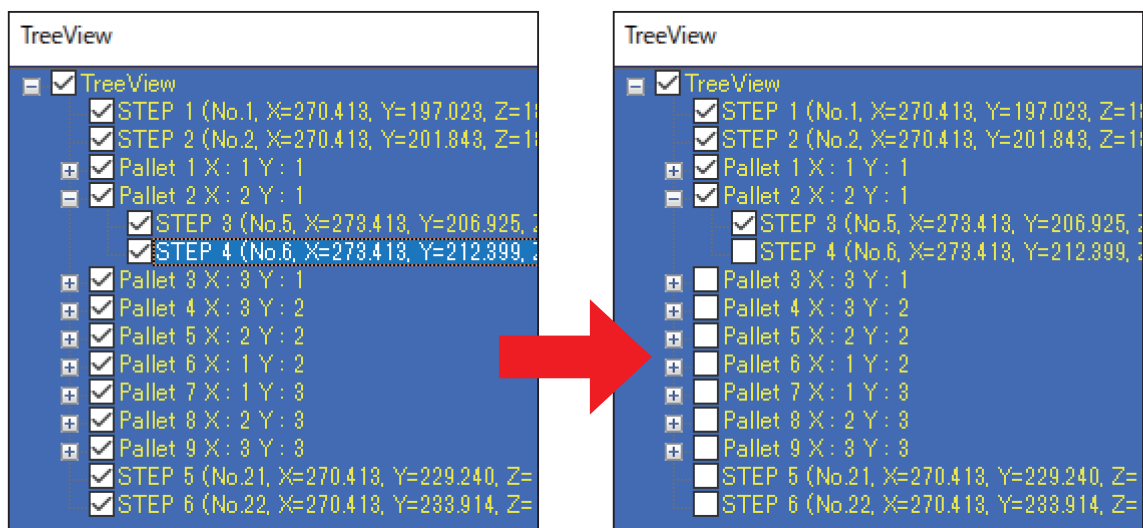 TreeView
TreeView
STEP 1 (No.1, X=270.413, Y=197.023, Z=1
STEP 2 (No.2, X=270.413, Y=201.843, Z=1
Pallet 1 X : 1 Y : 1
Pallet 2 X : 2 Y : 1
STEP 3 (No.5, X=273.413, Y=206.925,
STEP 4 (No.6, X=273.413, Y=212.399,
Pallet 3 X : 3 Y : 1
Pallet 4 X : 3 Y : 2
Pallet 5 X : 2 Y : 2
Pallet 6 X : 1 Y : 2
Pallet 7 X : 1 Y : 3
Pallet 8 X : 2 Y : 3
Pallet 9 X : 3 Y : 3
STEP 5 (No.21, X=270.413, Y=229.240, Z=
STEP 6 (No.22, X=270.413, Y=233.914, Z=
TreeView
TreeView
STEP 1 (No.1, X=270.413, Y=197.023, Z=1
STEP 2 (No.2, X=270.413, Y=201.843, Z=1
Pallet 1 X : 1 Y : 1
Pallet 2 X : 2 Y : 1
STEP 3 (No.5, X=273.413, Y=206.925,
STEP 4 (No.6, X=273.413, Y=212.399,
Pallet 3 X : 3 Y : 1
Pallet 4 X : 3 Y : 2
Pallet 5 X : 2 Y : 2
Pallet 6 X : 1 Y : 2
Pallet 7 X : 1 Y : 3
Pallet 8 X : 2 Y : 3
Pallet 9 X : 3 Y : 3
STEP 5 (No.21, X=270.413, Y=229.240, Z=
STEP 6 (No.22, X=270.413, Y=233.914, Z=